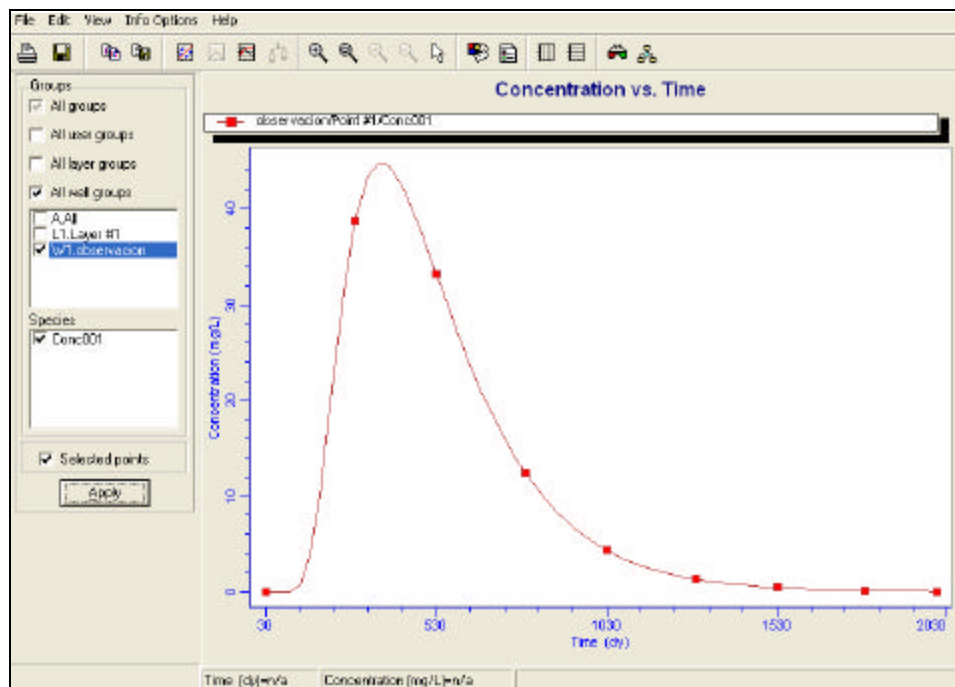 File Edit View Info Options Help
Concentration vs. Time
Groups
All groups
All user groups
All layer groups
All well groups
A.All
L1.Layer #1
W1.observacion
Species
Conc001
Selected points
Apply
observacion/Point #1/Conc001
Concentration (mg/L)
40
30
20
10
0
30
530
1030
1530
2030
Time (dy)
Time [dy]=n/a
Concentration [mg/L]=n/a